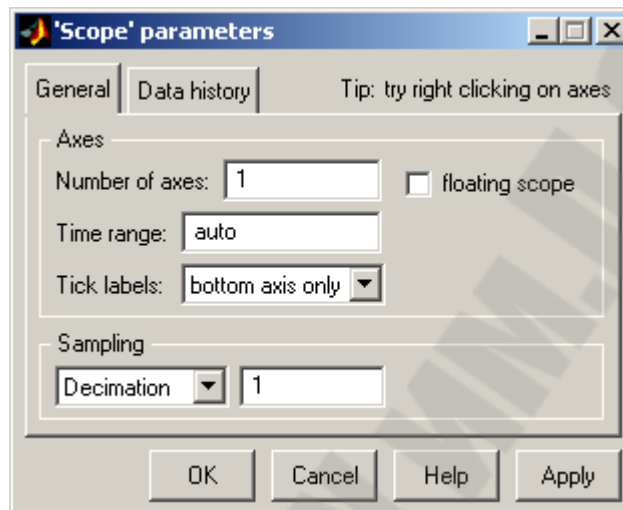 'Scope' parameters
General Data history Tip: try right clicking on axes
Axes
Number of axes: 1 floating scope
Time range: auto
Tick labels: bottom axis only
Sampling
Decimation 1
OK Cancel Help Apply